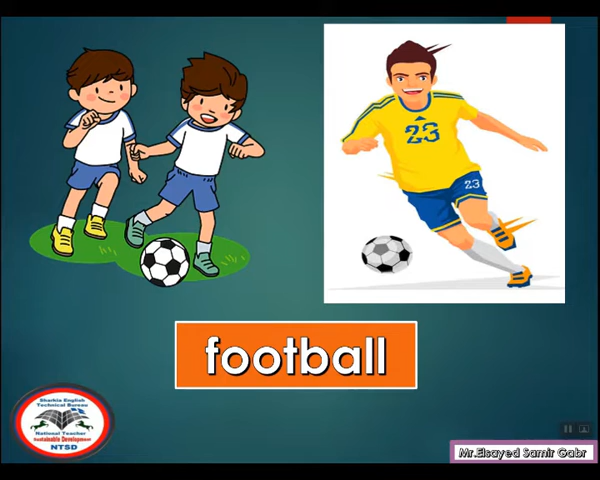 23
23
football
Sharkia English
Technical Bureau
National Teacher
Sustainable Development
NTSD
Mr.Elsayed Samir Gabr